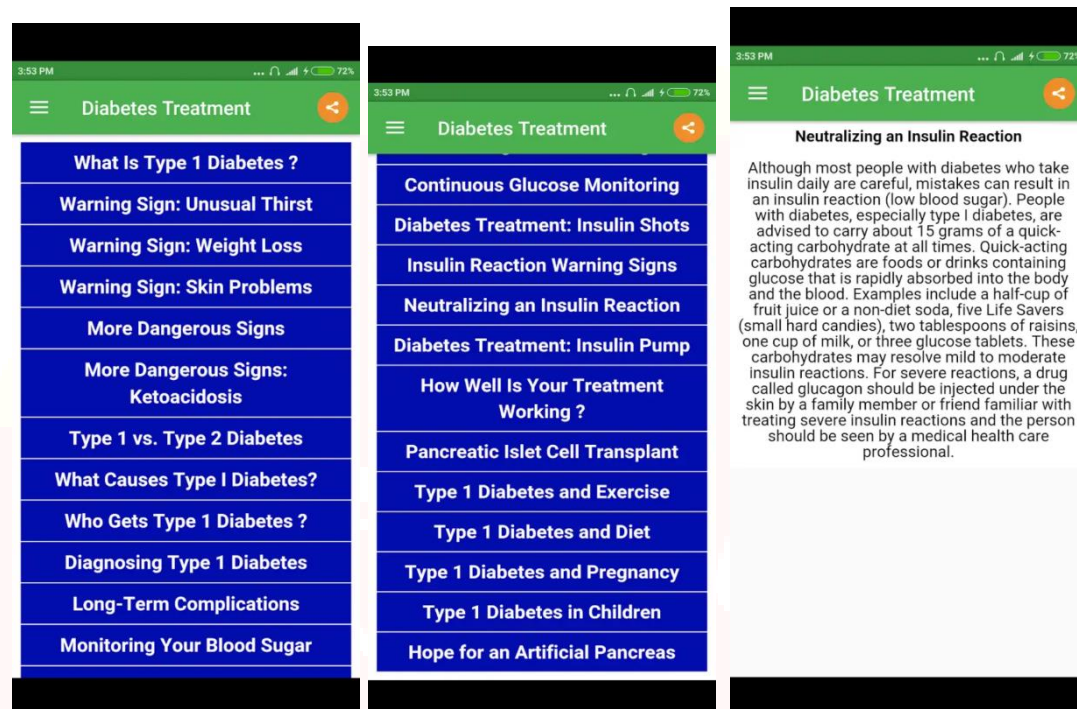 3:53 PM
... 72%
Diabetes Treatment
What Is Type 1 Diabetes ?
Warning Sign: Unusual Thirst
Warning Sign: Weight Loss
Warning Sign: Skin Problems
More Dangerous Signs
More Dangerous Signs:
Ketoacidosis
Type 1 vs. Type 2 Diabetes
What Causes Type I Diabetes?
Who Gets Type 1 Diabetes ?
Diagnosing Type 1 Diabetes
Long-Term Complications
Monitoring Your Blood Sugar
3:53 PM
... 72%
Diabetes Treatment
Continuous Glucose Monitoring
Diabetes Treatment: Insulin Shots
Insulin Reaction Warning Signs
Neutralizing an Insulin Reaction
Diabetes Treatment: Insulin Pump
How Well Is Your Treatment
Working ?
Pancreatic Islet Cell Transplant
Type 1 Diabetes and Exercise
Type 1 Diabetes and Diet
Type 1 Diabetes and Pregnancy
Type 1 Diabetes in Children
Hope for an Artificial Pancreas
3:53 PM
... 72%
Diabetes Treatment
Neutralizing an Insulin Reaction
Although most people with diabetes who take
insulin daily are careful, mistakes can result in
an insulin reaction (low blood sugar). People
with diabetes, especially type I diabetes, are
advised to carry about 15 grams of a quick-
acting carbohydrate at all times. Quick-acting
carbohydrates are foods or drinks containing
glucose that is rapidly absorbed into the body
and the blood. Examples include a half-cup of
fruit juice or a non-diet soda, five Life Savers
(small hard candies), two tablespoons of raisins,
one cup of milk, or three glucose tablets. These
carbohydrates may resolve mild to moderate
insulin reactions. For severe reactions, a drug
called glucagon should be injected under the
skin by a family member or friend familiar with
treating severe insulin reactions and the person
should be seen by a medical health care
professional.